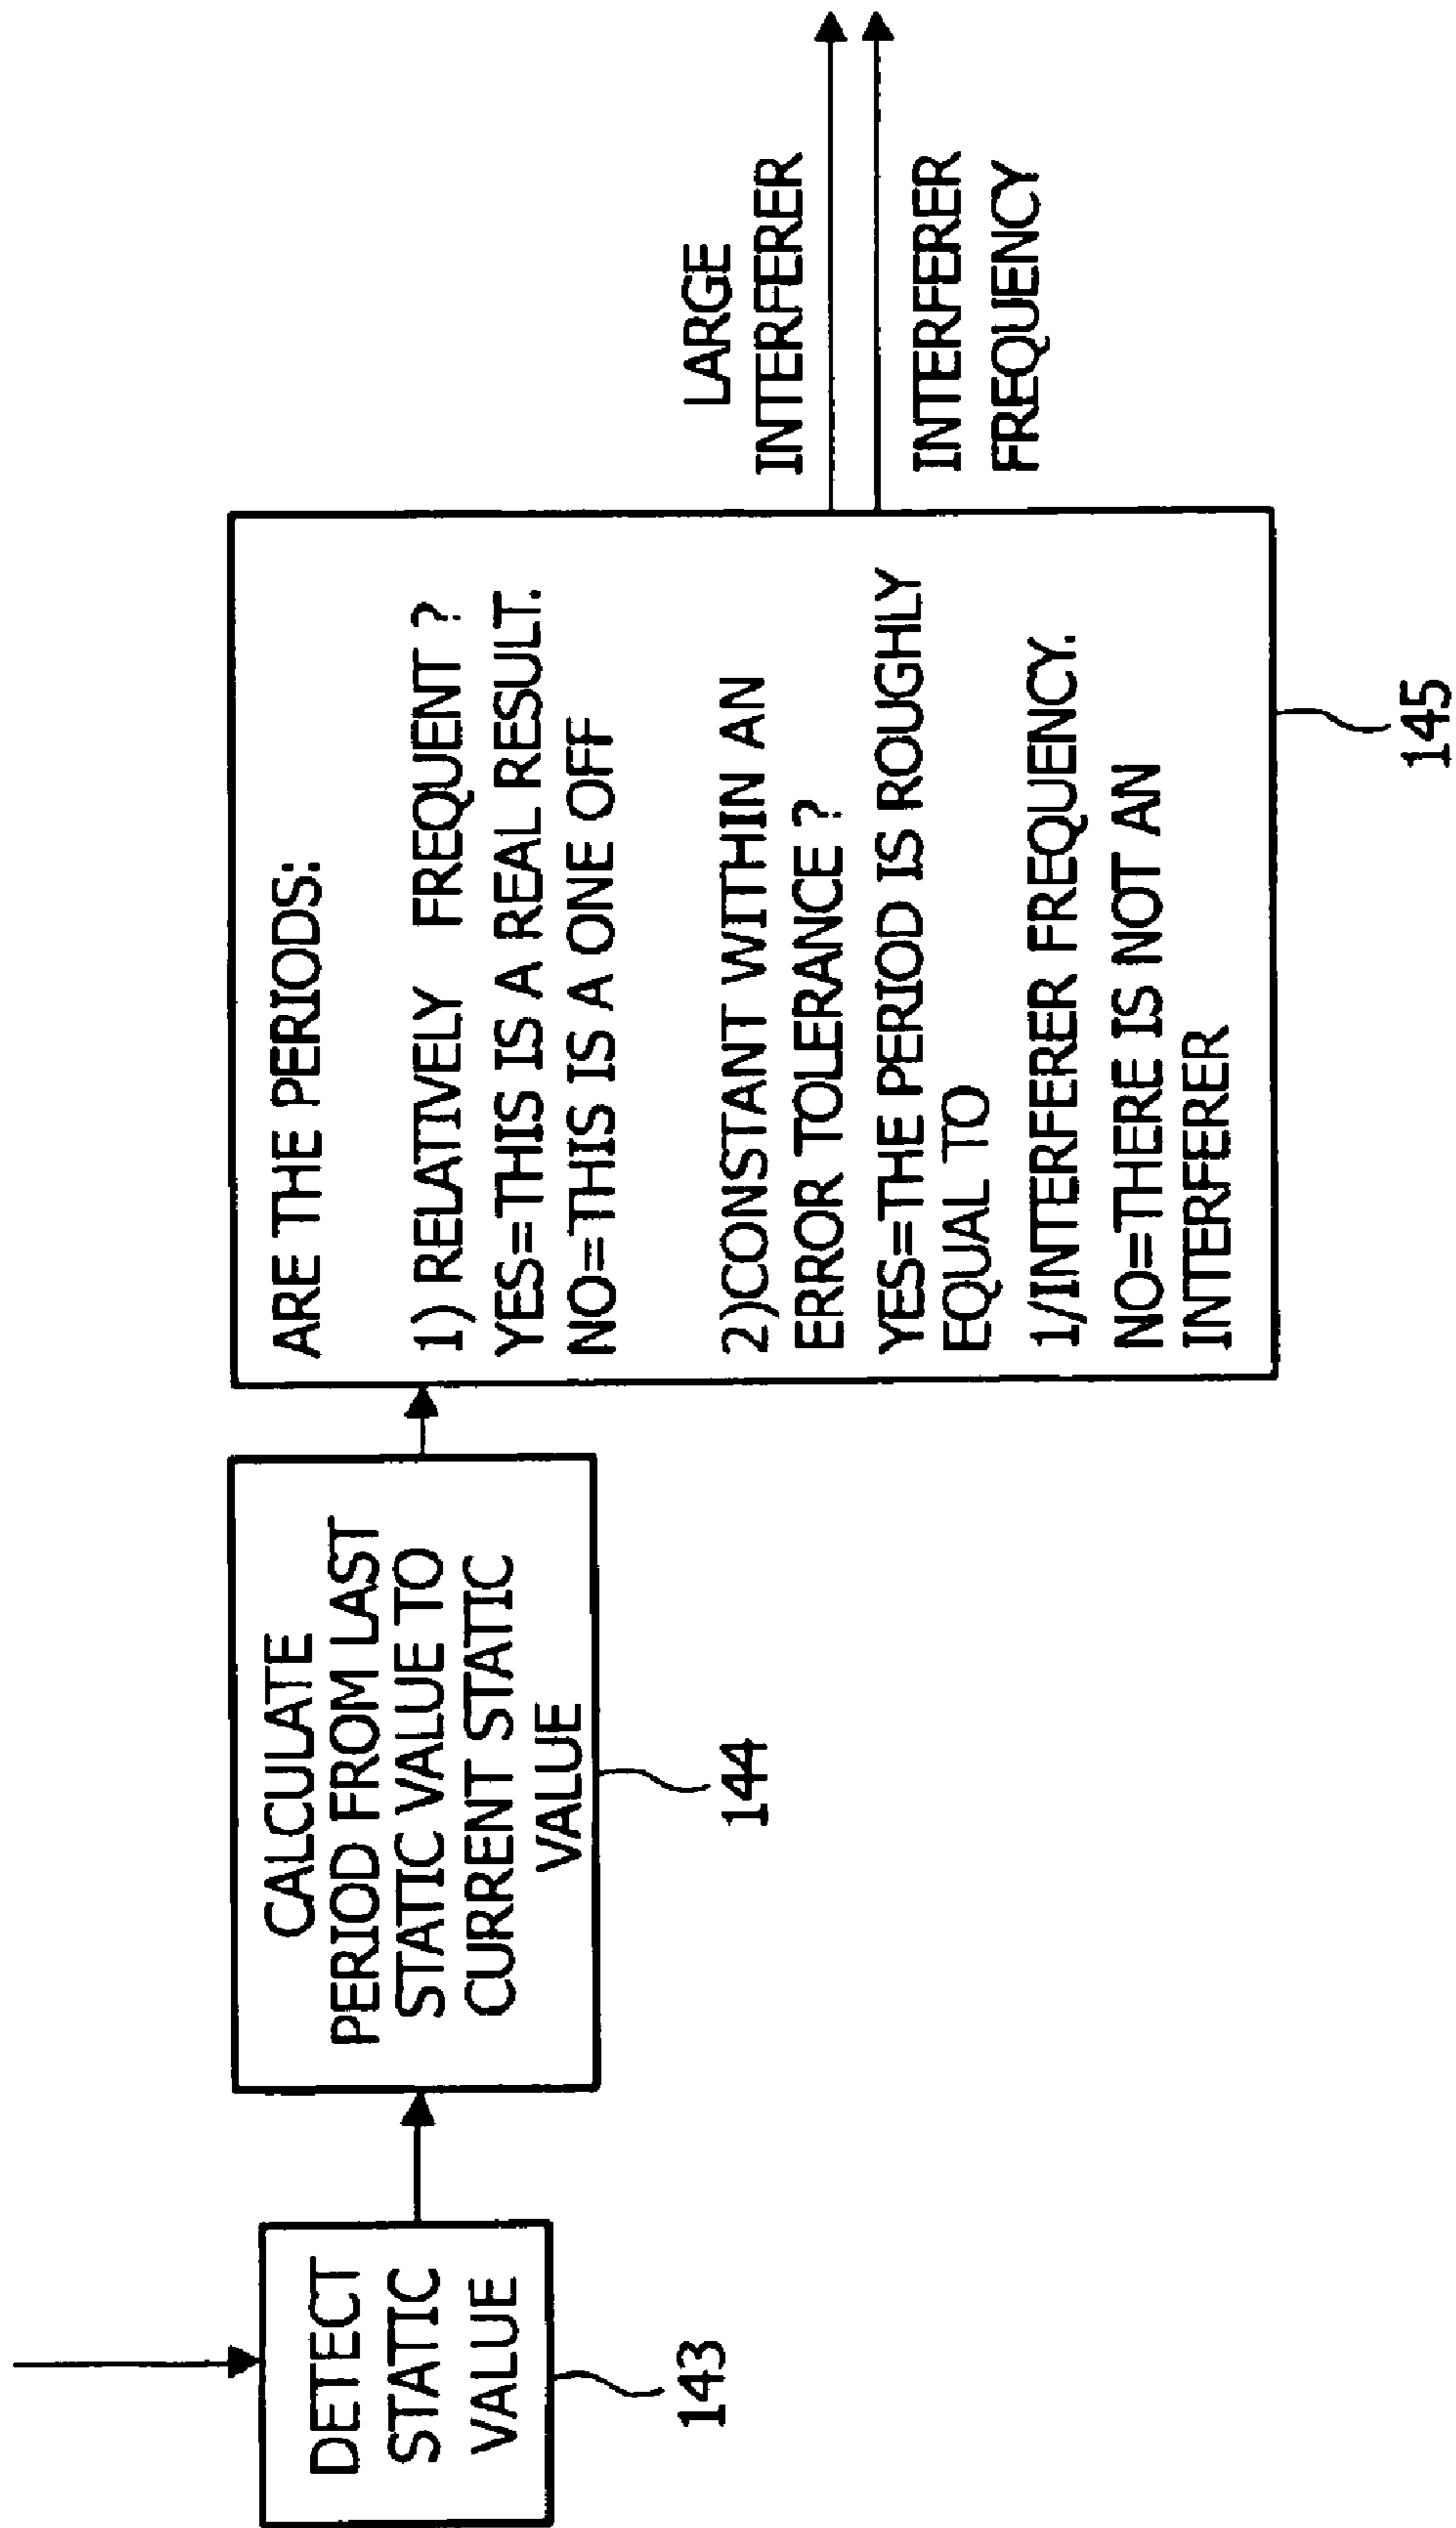 DETECT
STATIC
VALUE
143
CALCULATE
PERIOD FROM LAST
STATIC VALUE TO
CURRENT STATIC
VALUE
144
ARE THE PERIODS:
1) RELATIVELY FREQUENT ?
YES=THIS IS A REAL RESULT.
NO=THIS IS A ONE OFF
2)CONSTANT WITHIN AN
ERROR TOLERANCE ?
YES=THE PERIOD IS ROUGHLY
EQUAL TO
1/INTERFERER FREQUENCY.
NO=THERE IS NOT AN
INTERFERER
145
LARGE
INTERFERER
INTERFERER
FREQUENCY